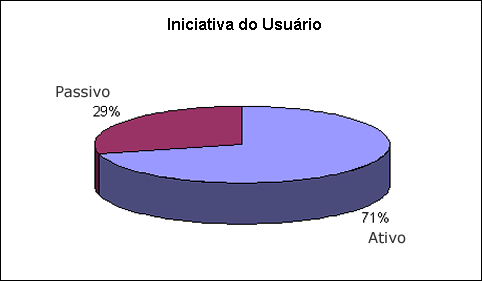 Iniciativa do Usuário
Passivo
29%
71%
Ativo